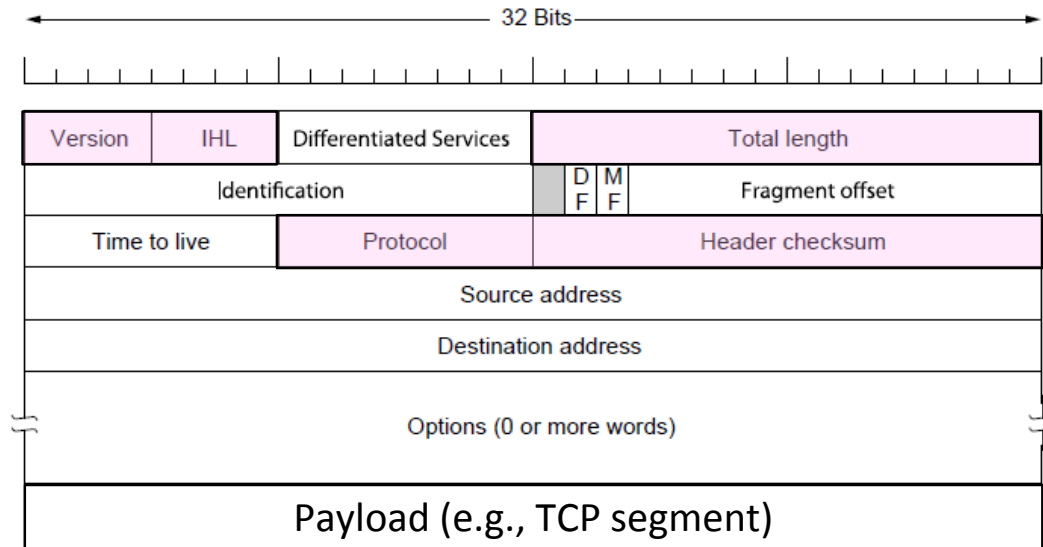 32 Bits
Version IHL Differentiated Services Total length
Identification D F M F Fragment offset
Time to live Protocol Header checksum
Source address
Destination address
Options (0 or more words)
Payload (e.g., TCP segment)